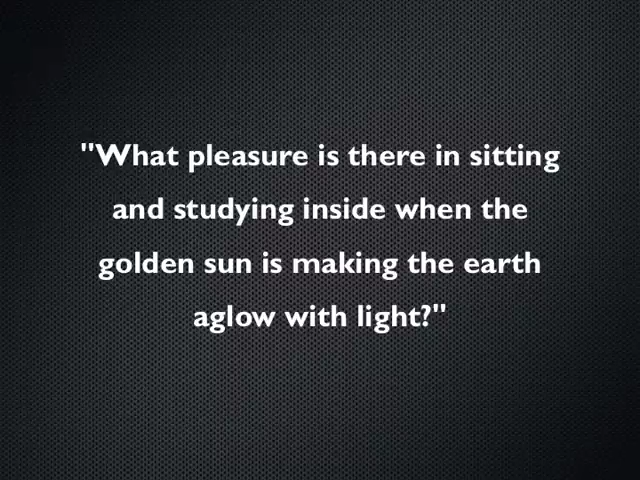 "What pleasure is there in sitting
and studying inside when the
golden sun is making the earth
aglow with light?"